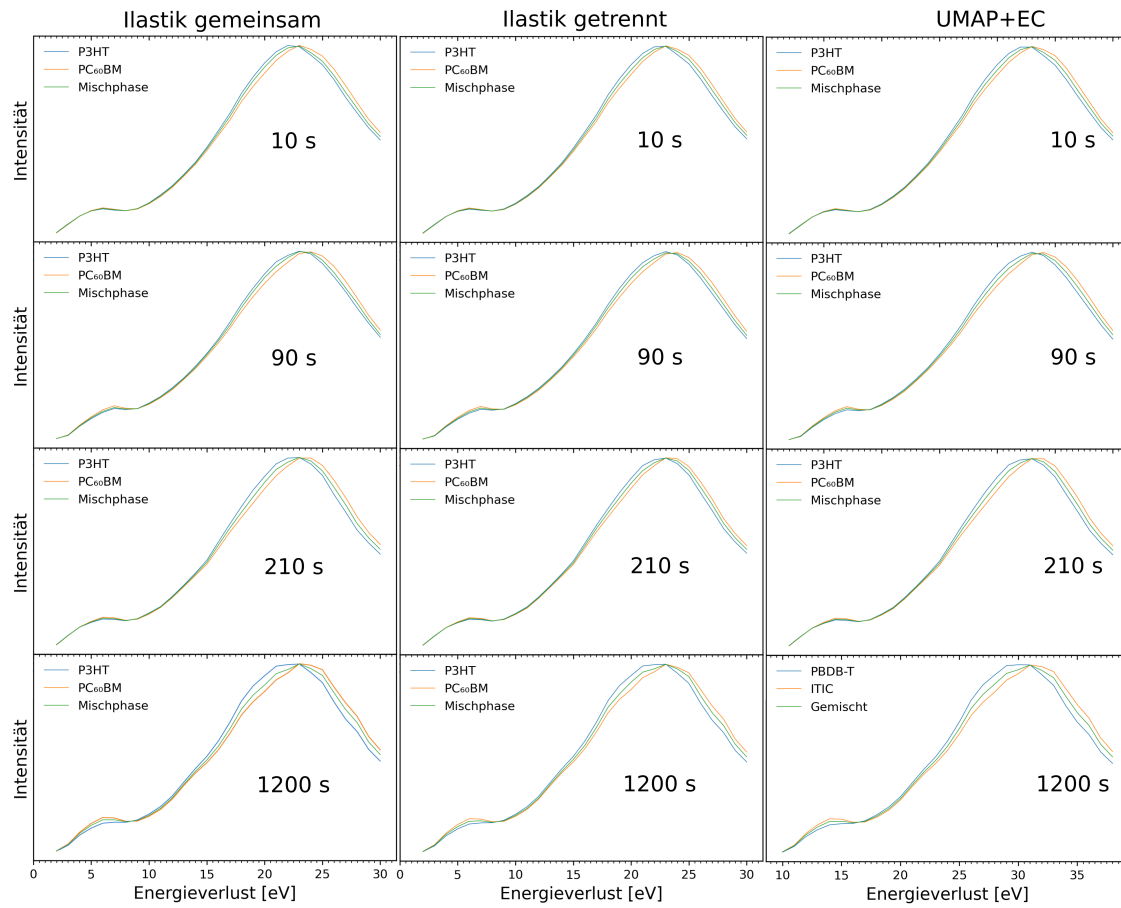 Ilastik gemeinsam
Ilastik getrennt
UMAP+EC
Intensität
P3HT
PC₆₀BM
Mischphase
10 s
P3HT
PC₆₀BM
Mischphase
10 s
P3HT
PC₆₀BM
Mischphase
10 s
Intensität
P3HT
PC₆₀BM
Mischphase
90 s
P3HT
PC₆₀BM
Mischphase
90 s
P3HT
PC₆₀BM
Mischphase
90 s
Intensität
P3HT
PC₆₀BM
Mischphase
210 s
P3HT
PC₆₀BM
Mischphase
210 s
P3HT
PC₆₀BM
Mischphase
210 s
Intensität
P3HT
PC₆₀BM
Mischphase
1200 s
P3HT
PC₆₀BM
Mischphase
1200 s
PBDB-T
ITIC
Gemischt
1200 s
0 5 10 15 20 25 30
5 10 15 20 25 30
10 15 20 25 30 35
Energieverlust [eV]
Energieverlust [eV]
Energieverlust [eV]